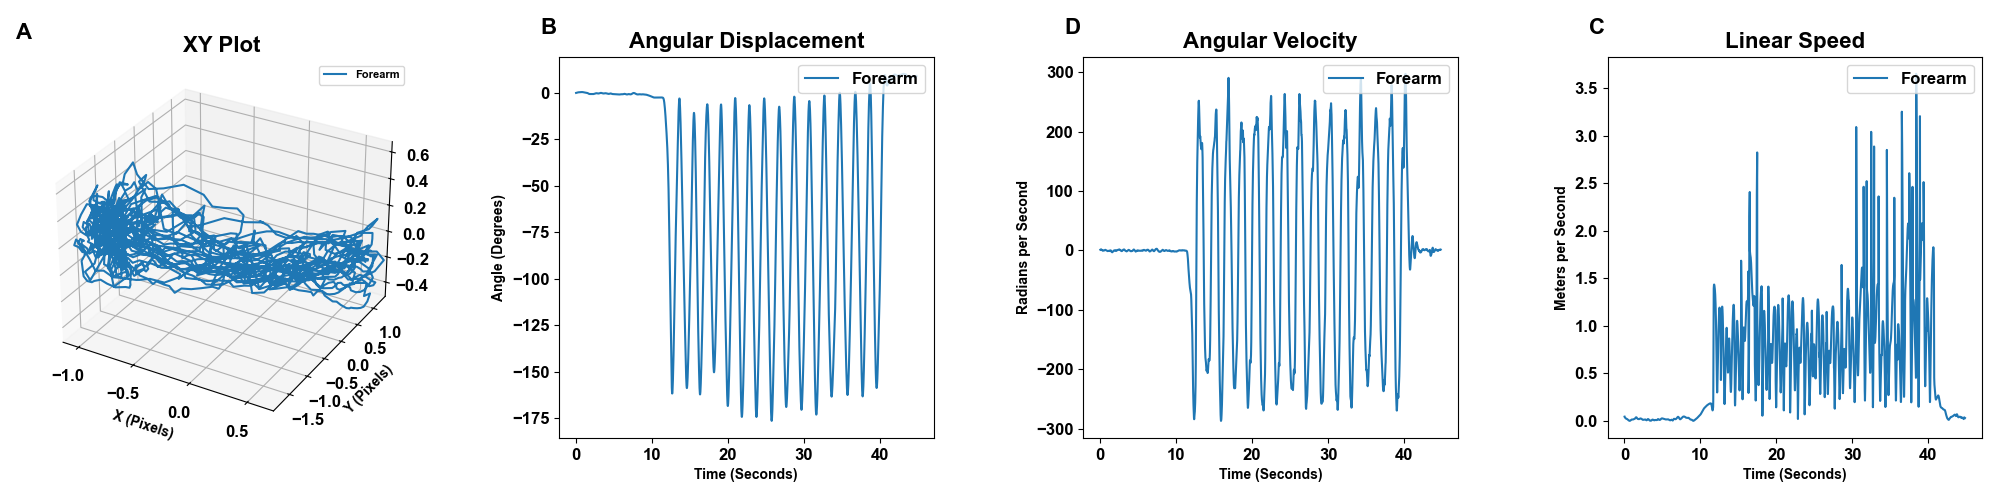 A
XY Plot
Forearm
0.6
0.4
0.2
0.0
−0.2
−0.4
−1.0
−0.5
0.0
0.5
X (Pixels)
1.0
0.5
0.0
−0.5
−1.0
−1.5
Y (Pixels)
B
Angular Displacement
Forearm
0
−25
−50
−75
−100
−125
−150
−175
Angle (Degrees)
0 10 20 30 40
Time (Seconds)
D
Angular Velocity
Forearm
300
200
100
0
−100
−200
−300
Radians per Second
0 10 20 30 40
Time (Seconds)
C
Linear Speed
Forearm
3.5
3.0
2.5
2.0
1.5
1.0
0.5
0.0
Meters per Second
0 10 20 30 40
Time (Seconds)